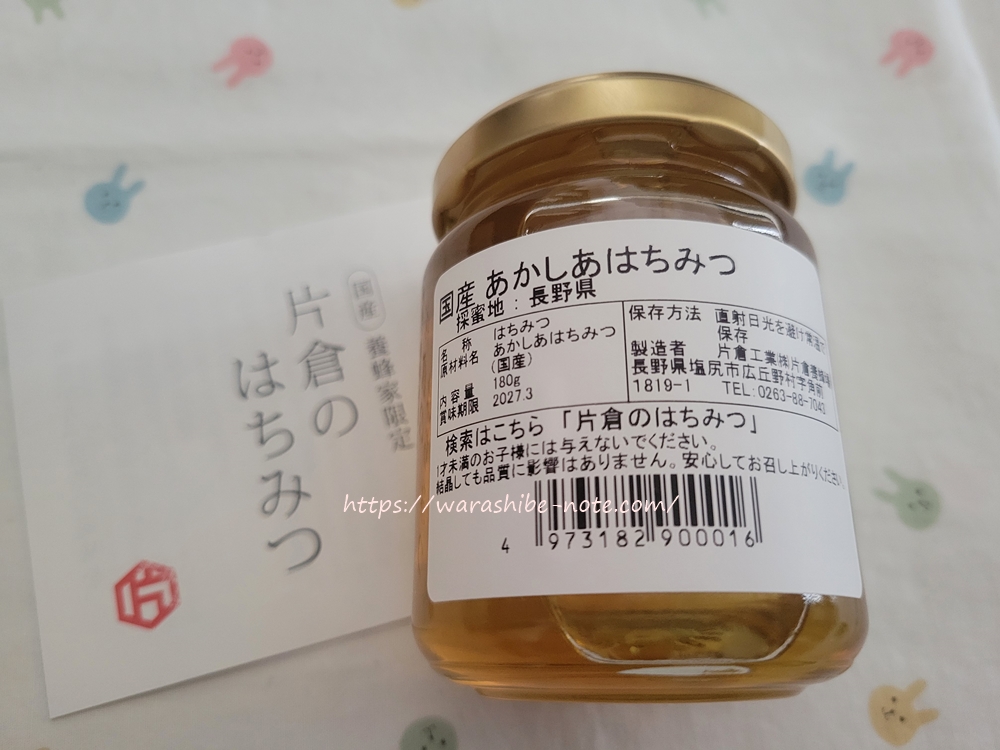 国産
養蜂家限定
片倉の
はちみつ
国産 あかしあはちみつ
採蜜地：長野県
名 称 はちみつ
原材料名 あかしあはちみつ
(国産)
内容量 180g
賞味期限 2027.3
保存方法 直射日光を避け常温で
保存
製造者 片倉工業㈱片倉養蜂場
長野県塩尻市広丘野村字角前
1819-1 TEL:0263-88-7043
検索はこちら「片倉のはちみつ」
1才未満のお子様には与えないでください。
結晶しても品質に影響はありません。安心してお召し上がりください。
https://warashibe-note.com/
4 973182 900016